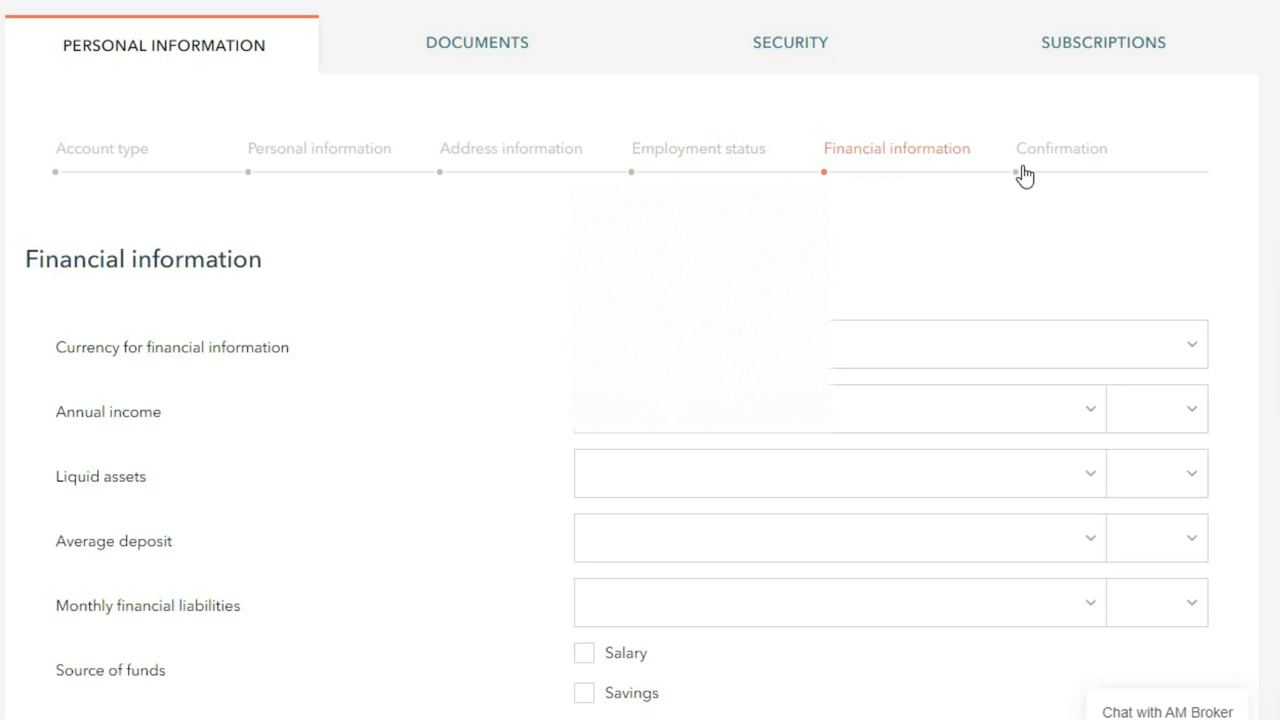 PERSONAL INFORMATION
DOCUMENTS
SECURITY
SUBSCRIPTIONS
Account type
Personal information
Address information
Employment status
Financial information
Confirmation
Financial information
Currency for financial information
Annual income
Liquid assets
Average deposit
Monthly financial liabilities
Source of funds
Salary
Savings
Chat with AM Broker